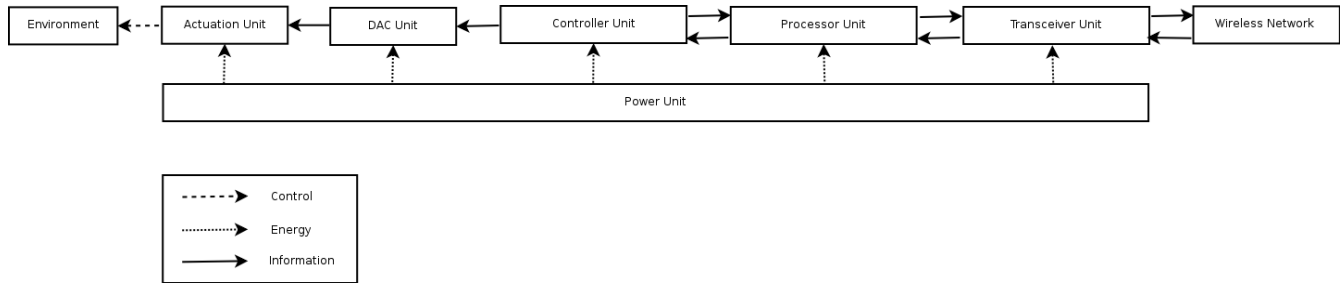 Environment
Actuation Unit
DAC Unit
Controller Unit
Processor Unit
Transceiver Unit
Wireless Network
Power Unit
Control
Energy
Information